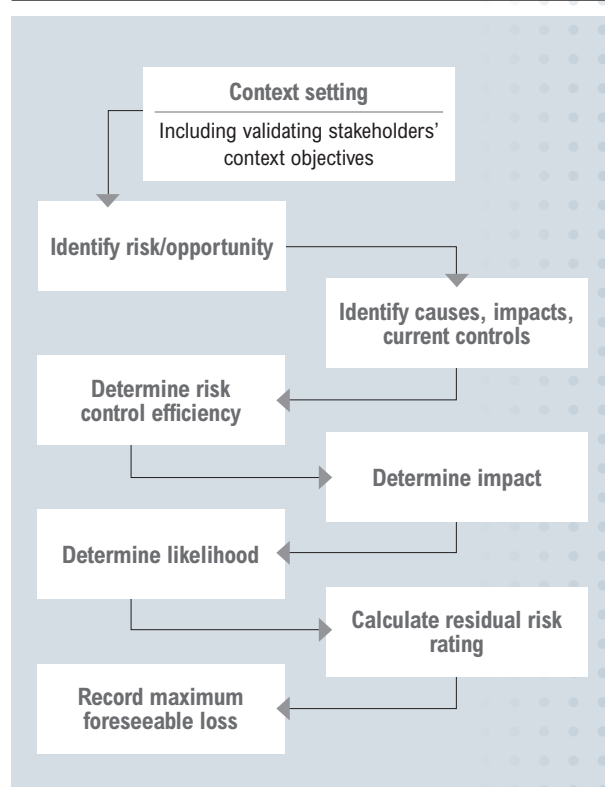 Context setting
Including validating stakeholders’
context objectives
Identify risk/opportunity
Identify causes, impacts,
current controls
Determine risk
control efficiency
Determine impact
Determine likelihood
Calculate residual risk
rating
Record maximum
foreseeable loss